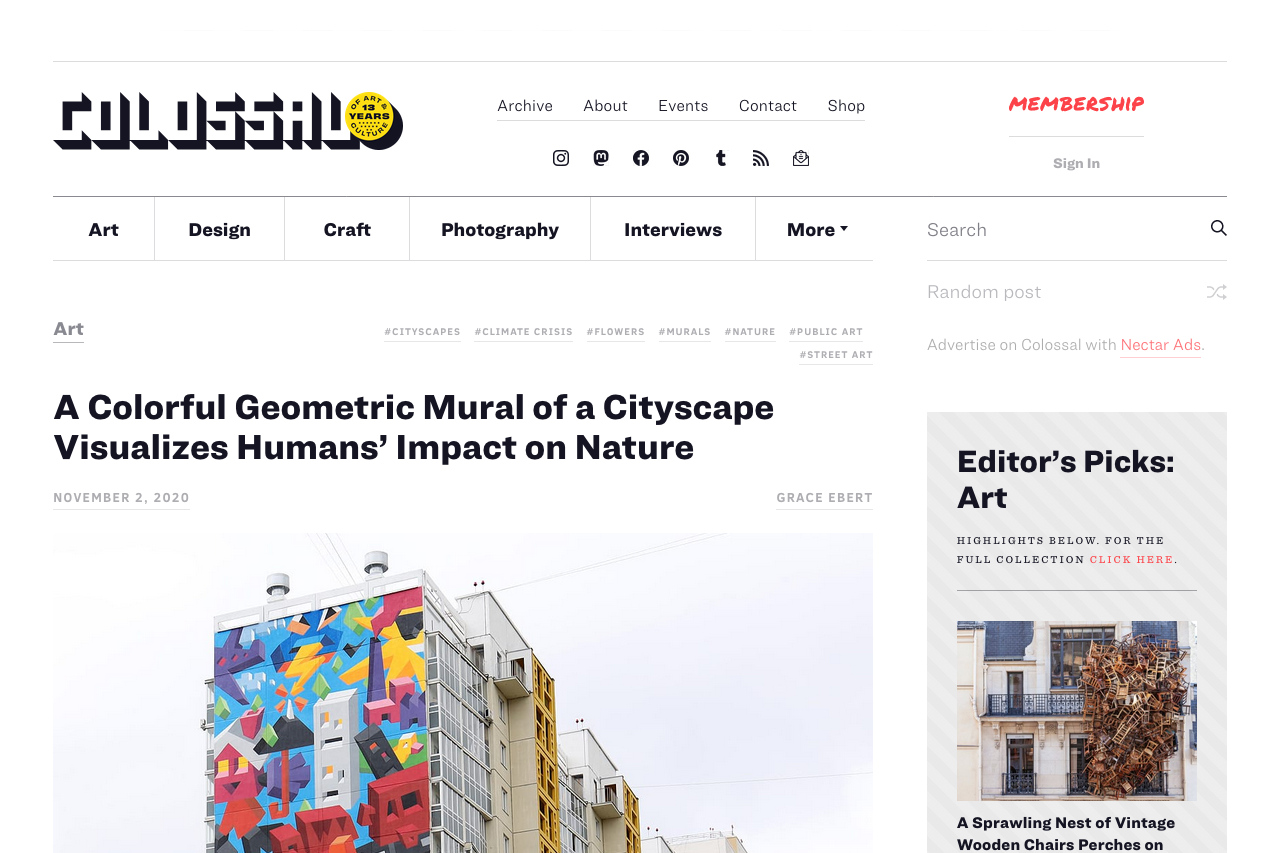 COLOSSAL
OF ART &
13
YEARS
CULTURE
Archive About Events Contact Shop
MEMBERSHIP
Sign In
Art Design Craft Photography Interviews More
Search
Random post
Advertise on Colossal with Nectar Ads.
Art
#CITYSCAPES #CLIMATE CRISIS #FLOWERS #MURALS #NATURE #PUBLIC ART
#STREET ART
A Colorful Geometric Mural of a Cityscape
Visualizes Humans’ Impact on Nature
NOVEMBER 2, 2020
GRACE EBERT
Editor’s Picks:
Art
HIGHLIGHTS BELOW. FOR THE
FULL COLLECTION CLICK HERE.
A Sprawling Nest of Vintage
Wooden Chairs Perches on